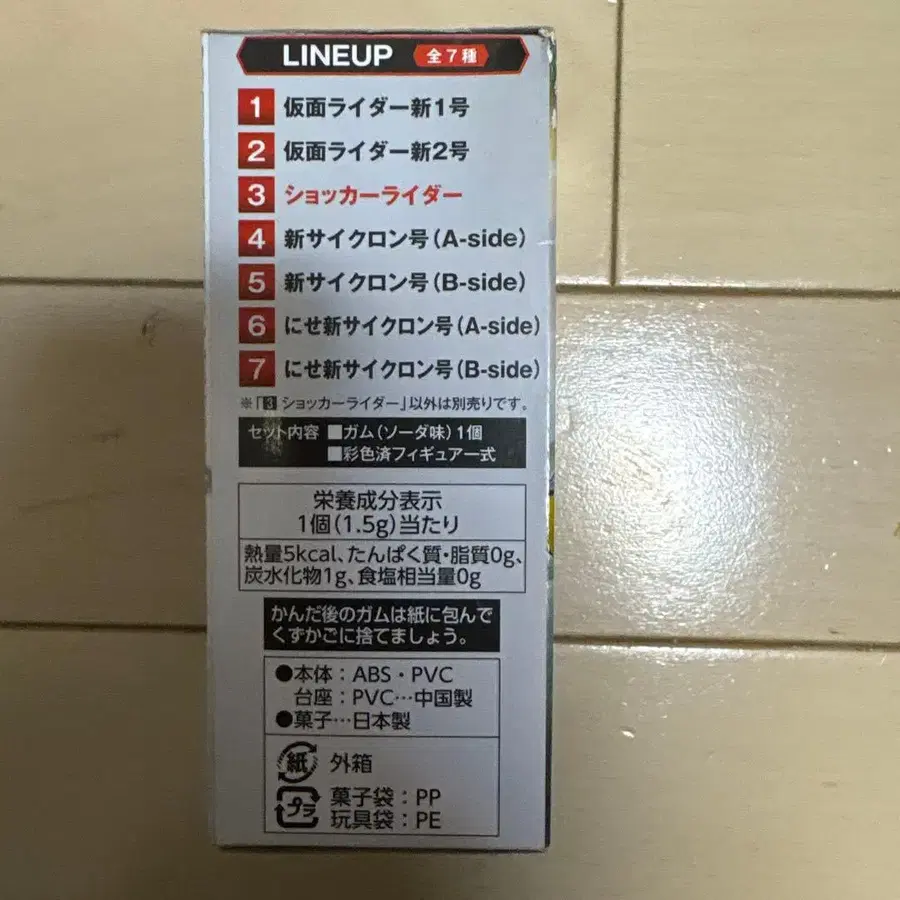 LINEUP 全7種
1 仮面ライダー新1号
2 仮面ライダー新2号
3 ショッカーライダー
4 新サイクロン号(A-side)
5 新サイクロン号(B-side)
6 にせ新サイクロン号(A-side)
7 にせ新サイクロン号(B-side)
※「3 ショッカーライダー」以外は別売りです。
セット内容 ■ガム(ソーダ味)1個
■彩色済フィギュア一式
栄養成分表示
1個(1.5g)当たり
熱量5kcal、たんぱく質・脂質0g、
炭水化物1g、食塩相当量0g
かんだ後のガムは紙に包んで
くずかごに捨てましょう。
●本体:ABS・PVC
台座:PVC…中国製
●菓子…日本製
紙 外箱
プラ 菓子袋:PP
玩具袋:PE